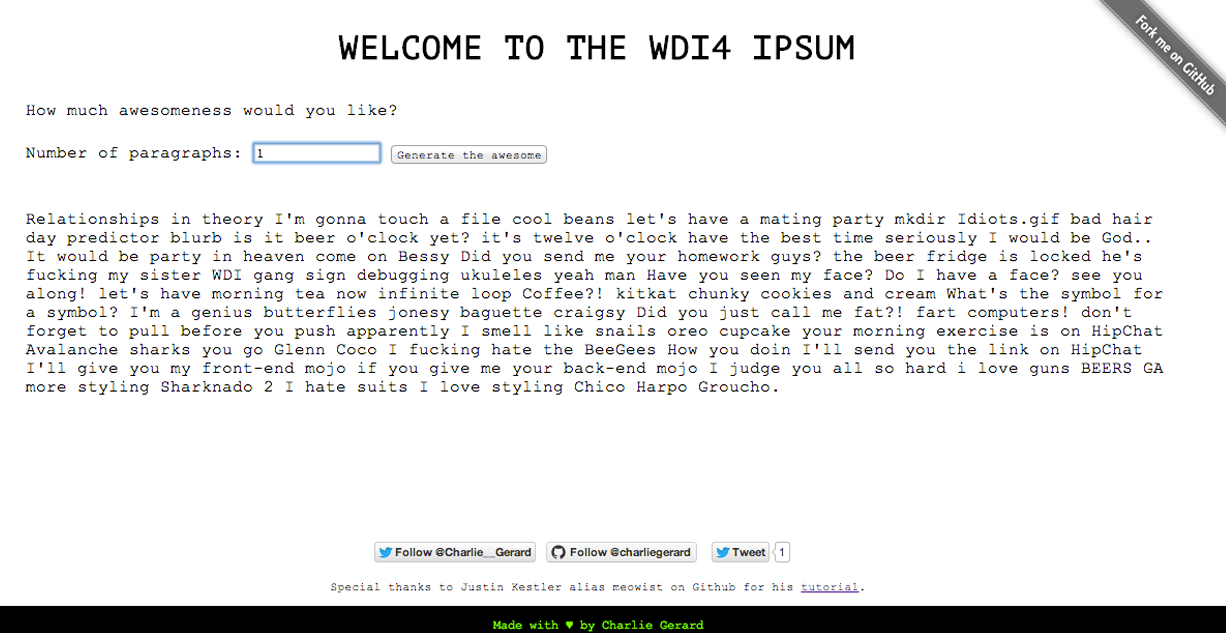 Fork me on GitHub
WELCOME TO THE WDI4 IPSUM
How much awesomeness would you like?
Number of paragraphs: 1 Generate the awesome
Relationships in theory I'm gonna touch a file cool beans let's have a mating party mkdir Idiots.gif bad hair
day predictor blurb is it beer o'clock yet? it's twelve o'clock have the best time seriously I would be God..
It would be party in heaven come on Bessy Did you send me your homework guys? the beer fridge is locked he's
fucking my sister WDI gang sign debugging ukuleles yeah man Have you seen my face? Do I have a face? see you
along! let's have morning tea now infinite loop Coffee?! kitkat chunky cookies and cream What's the symbol for
a symbol? I'm a genius butterflies jonesy baguette craigsy Did you just call me fat?! fart computers! don't
forget to pull before you push apparently I smell like snails oreo cupcake your morning exercise is on HipChat
Avalanche sharks you go Glenn Coco I fucking hate the BeeGees How you doin I'll send you the link on HipChat
I'll give you my front-end mojo if you give me your back-end mojo I judge you all so hard i love guns BEERS GA
more styling Sharknado 2 I hate suits I love styling Chico Harpo Groucho.
Follow @Charlie__Gerard Follow @charliegerard Tweet 1
Special thanks to Justin Kestler alias meowist on Github for his tutorial.
Made with ♥ by Charlie Gerard